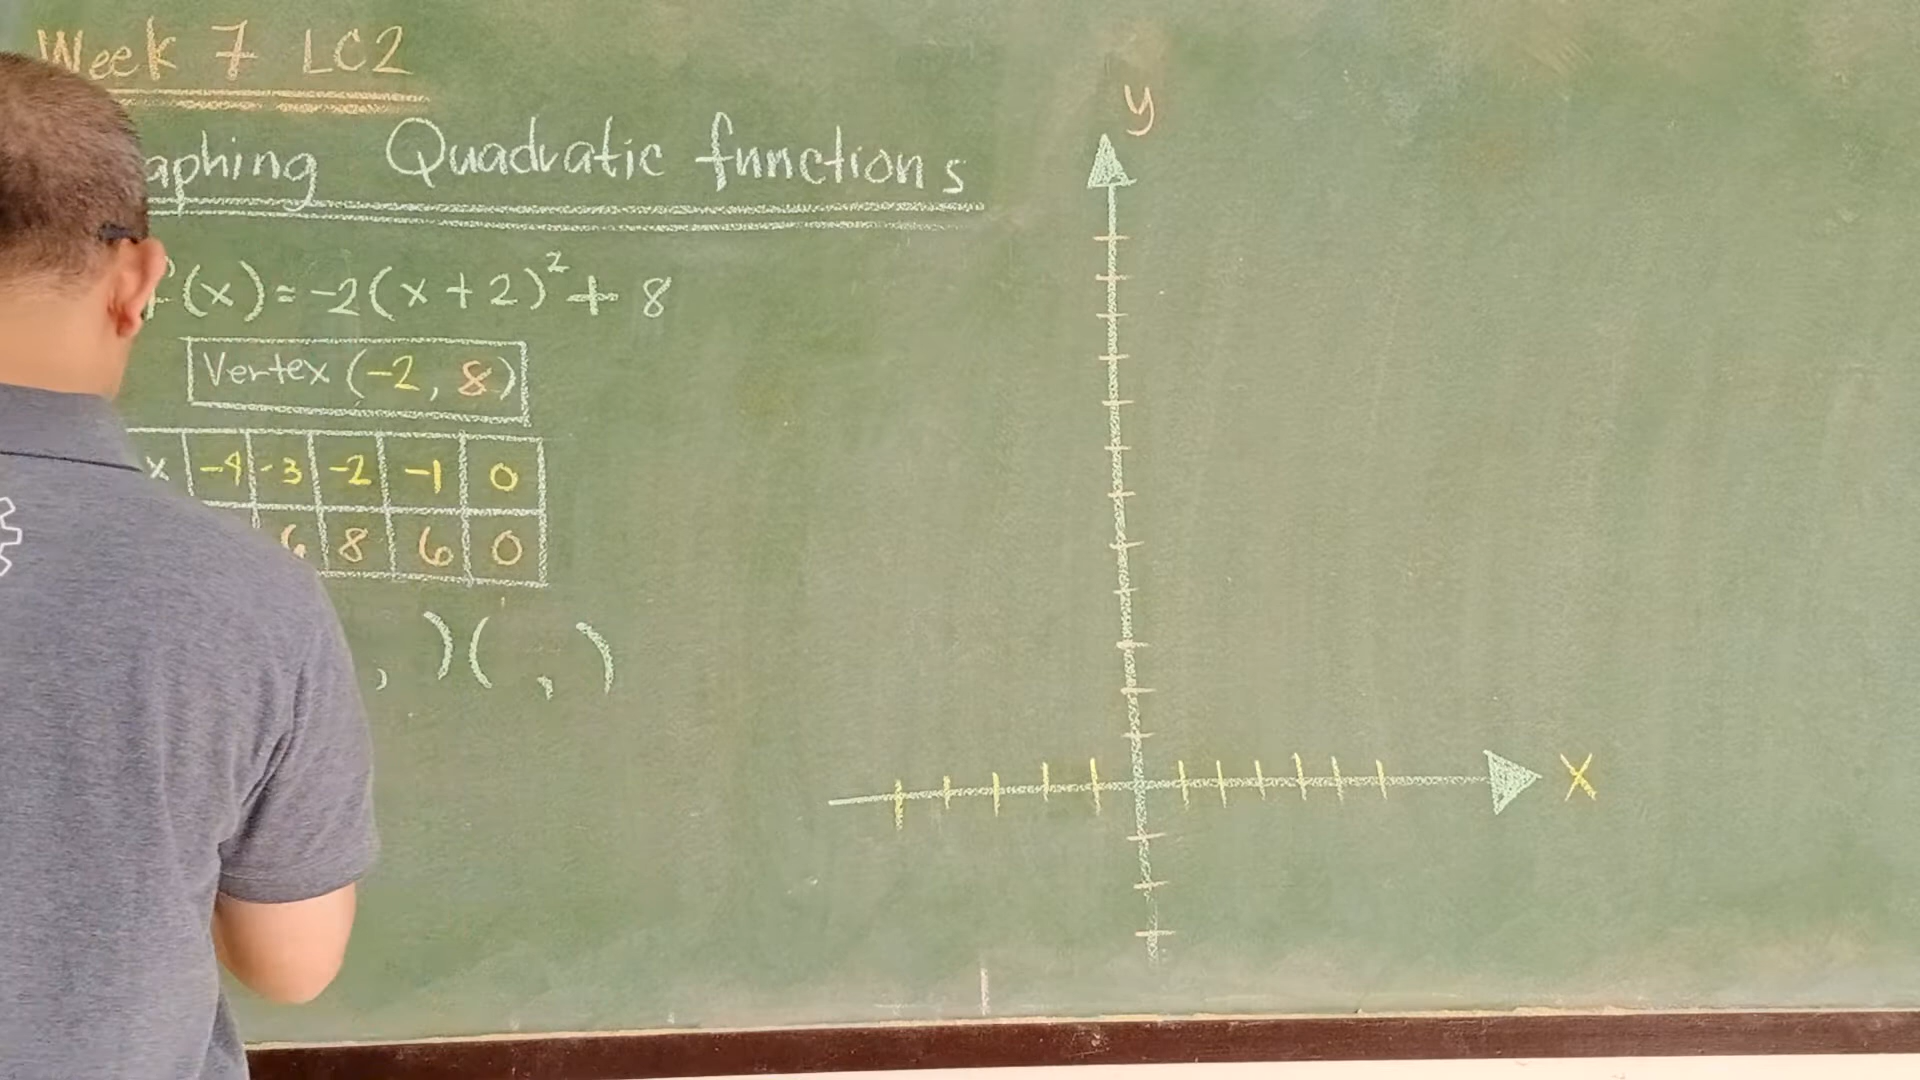 Week 7 LC2
aphing Quadratic functions
f(x)=-2(x+2)²+ 8
Vertex (-2, 8)
x -4 -3 -2 -1 0
6 8 6 0
, )( , )
y
x